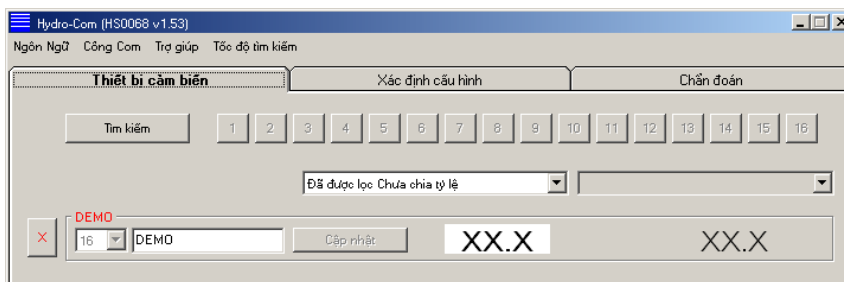 Hydro-Com (HS0068 v1.53)
Ngôn Ngữ Cổng Com Trợ giúp Tốc độ tìm kiếm
Thiết bị cảm biến Xác định cấu hình Chẩn đoán
Tìm kiếm 1 2 3 4 5 6 7 8 9 10 11 12 13 14 15 16
Đã được lọc Chưa chia tỷ lệ
DEMO
X 16 DEMO Cập nhật XX.X XX.X